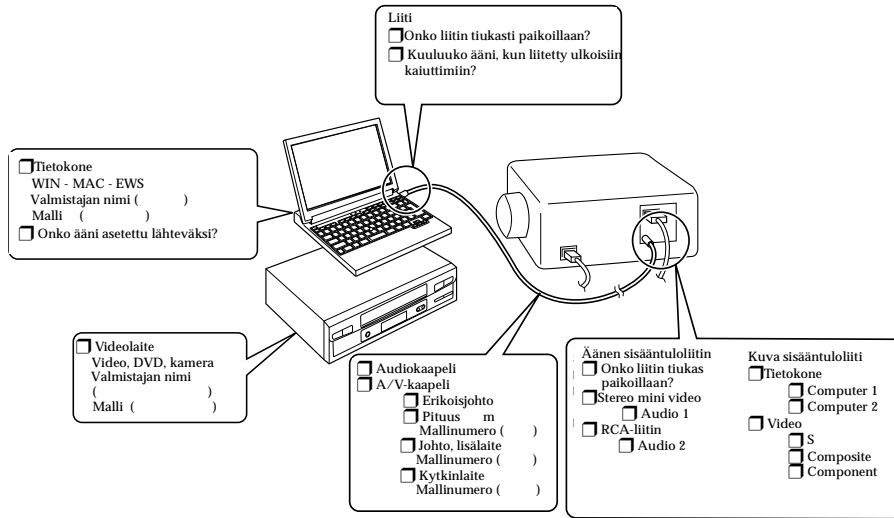 Liiti
Onko liitin tiukasti paikoillaan?
Kuuluuko ääni, kun liitetty ulkoisiin
kaiuttimiin?
Tietokone
WIN - MAC - EWS
Valmistajan nimi ( )
Malli ( )
Onko ääni asetettu lähteväksi?
Videolaite
Video, DVD, kamera
Valmistajan nimi
( )
Malli ( )
Audiokaapeli
A/V-kaapeli
Erikoisjohto
Pituus m
Mallinumero ( )
Johto, lisälaite
Mallinumero ( )
Kytkinlaite
Mallinumero ( )
Äänen sisääntuloliitin
Onko liitin tiukas
paikoillaan?
Stereo mini video
Audio 1
RCA-liitin
Audio 2
Kuva sisääntuloliiti
Tietokone
Computer 1
Computer 2
Video
S
Composite
Component